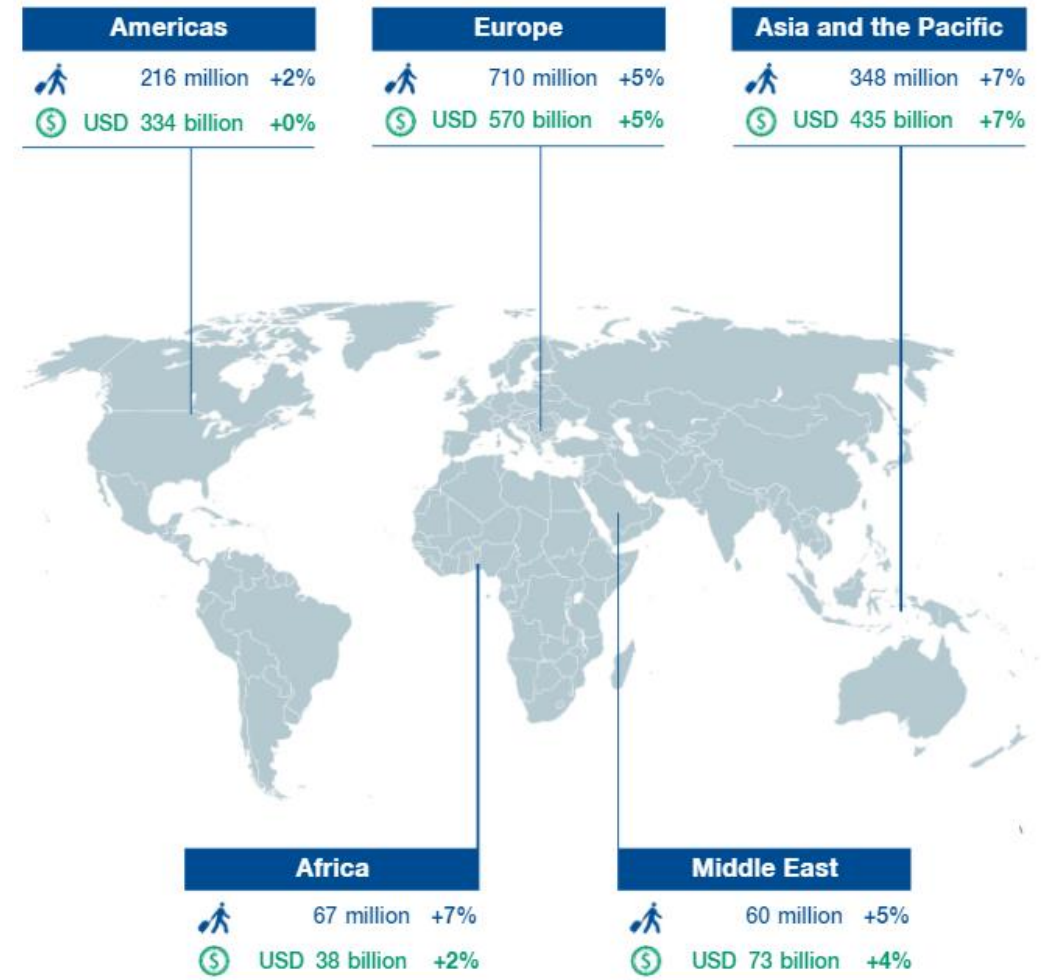 Americas
216 million +2%
USD 334 billion +0%
Europe
710 million +5%
USD 570 billion +5%
Asia and the Pacific
348 million +7%
USD 435 billion +7%
Africa
67 million +7%
USD 38 billion +2%
Middle East
60 million +5%
USD 73 billion +4%